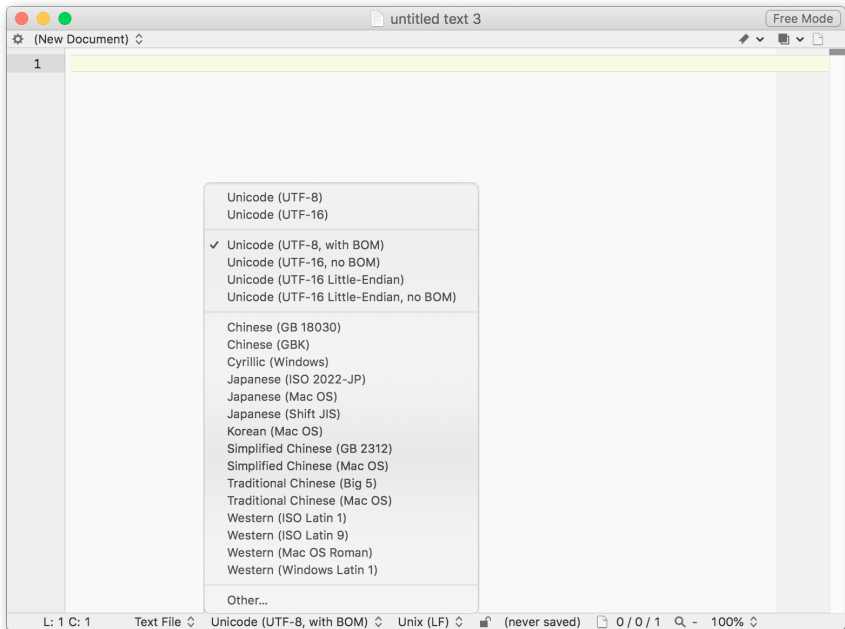 untitled text 3
Free Mode
(New Document)
1
Unicode (UTF-8)
Unicode (UTF-16)
Unicode (UTF-8, with BOM)
Unicode (UTF-16, no BOM)
Unicode (UTF-16 Little-Endian)
Unicode (UTF-16 Little-Endian, no BOM)
Chinese (GB 18030)
Chinese (GBK)
Cyrillic (Windows)
Japanese (ISO 2022-JP)
Japanese (Mac OS)
Japanese (Shift JIS)
Korean (Mac OS)
Simplified Chinese (GB 2312)
Simplified Chinese (Mac OS)
Traditional Chinese (Big 5)
Traditional Chinese (Mac OS)
Western (ISO Latin 1)
Western (ISO Latin 9)
Western (Mac OS Roman)
Western (Windows Latin 1)
Other...
L: 1 C: 1 Text File Unicode (UTF-8, with BOM) Unix (LF) (never saved) 0 / 0 / 1 - 100%